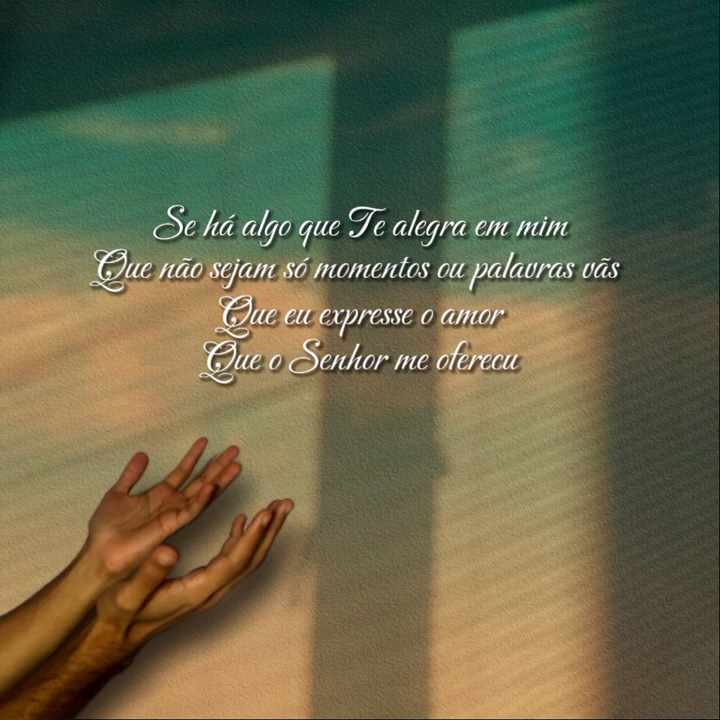 Se há algo que Te alegra em mim
Que não sejam só momentos ou palavras vãs
Que eu expresse o amor
Que o Senhor me oferecu